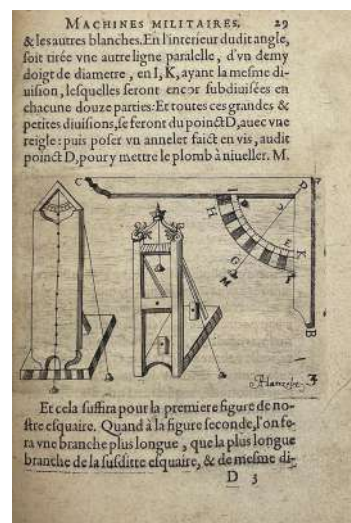 MACHINES MILITAIRES. 29
& les autres blanches. En l'interieur dudit angle,
soit tirée vne autre ligne paralelle, d'vn demy
doigt de diametre, en I, K, ayant la mesme di-
uision, lesquelles seront encor subdiuisées en
chacune douze parties: Et toutes ces grandes &
petites diuisions, se feront du poinct D, auec vne
reigle: puis poser vn annelet faict en vis, audit
poinct D, pour y mettre le plomb à niueller. M.
C
I
H
G
M
K
B
3
Et cela suffira pour la premiere figure de no-
stre esquaire. Quand à la figure seconde, l'on fe-
ra vne branche plus longue, que la plus longue
branche de la susditte esquaire, & de mesme di-
D 3